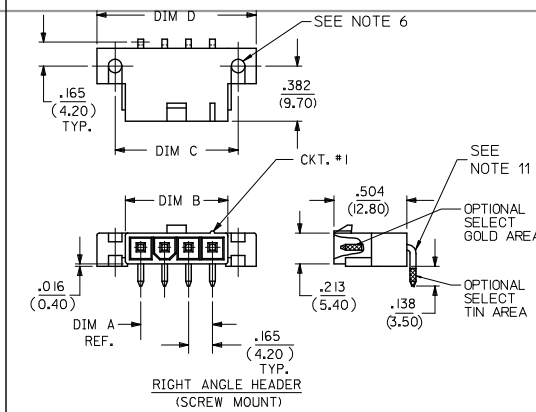 DIM D
SEE NOTE 6
.165
(4.20)
TYP.
.382
(9.70)
DIM C
CKT. #1
DIM B
.504
(12.80)
SEE
NOTE 11
OPTIONAL
SELECT
GOLD AREA
.016
(0.40)
.213
(5.40)
.138
(3.50)
OPTIONAL
SELECT
TIN AREA
DIM A
REF.
.165
(4.20)
TYP.
RIGHT ANGLE HEADER
(SCREW MOUNT)